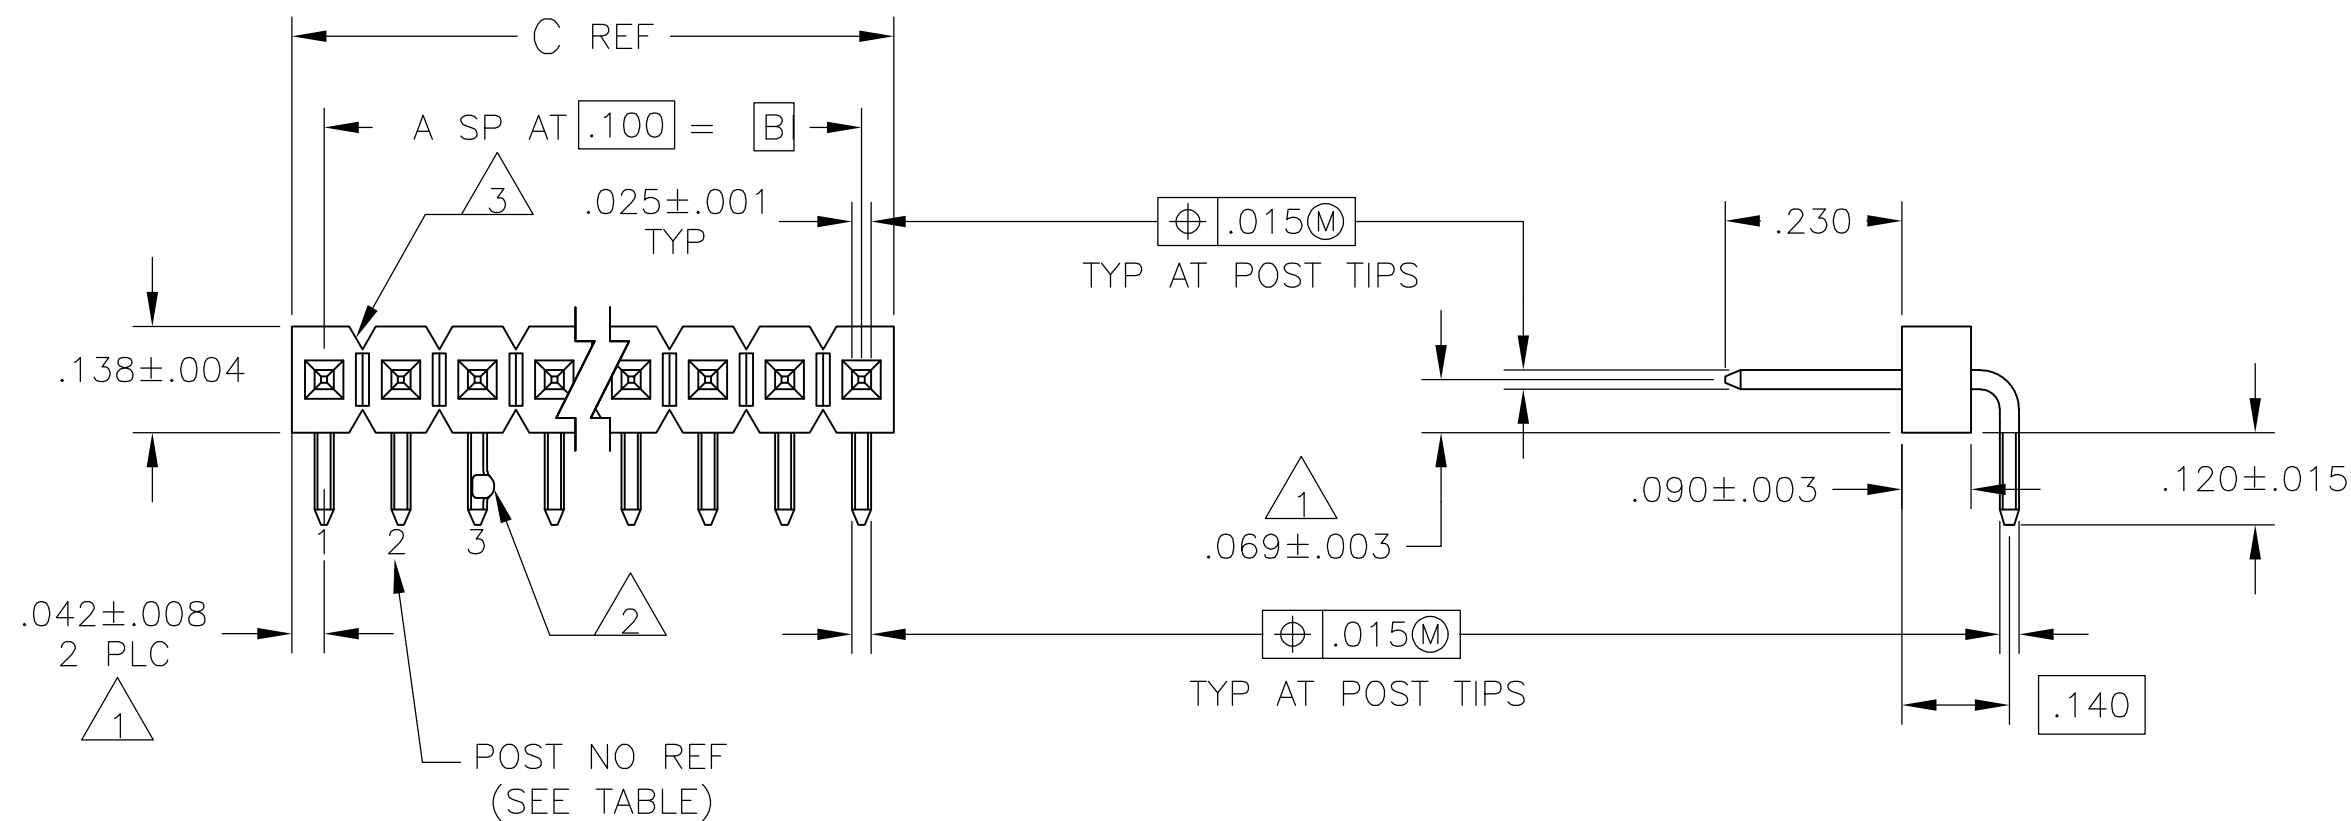 C REF
A SP AT .100 = B
3
.025±.001
TYP
.015Ⓜ
TYP AT POST TIPS
.230
.138±.004
.090±.003
.120±.015
1
.069±.003
1 2 3
2
.042±.008
2 PLC
1
.015Ⓜ
TYP AT POST TIPS
.140
POST NO REF
(SEE TABLE)